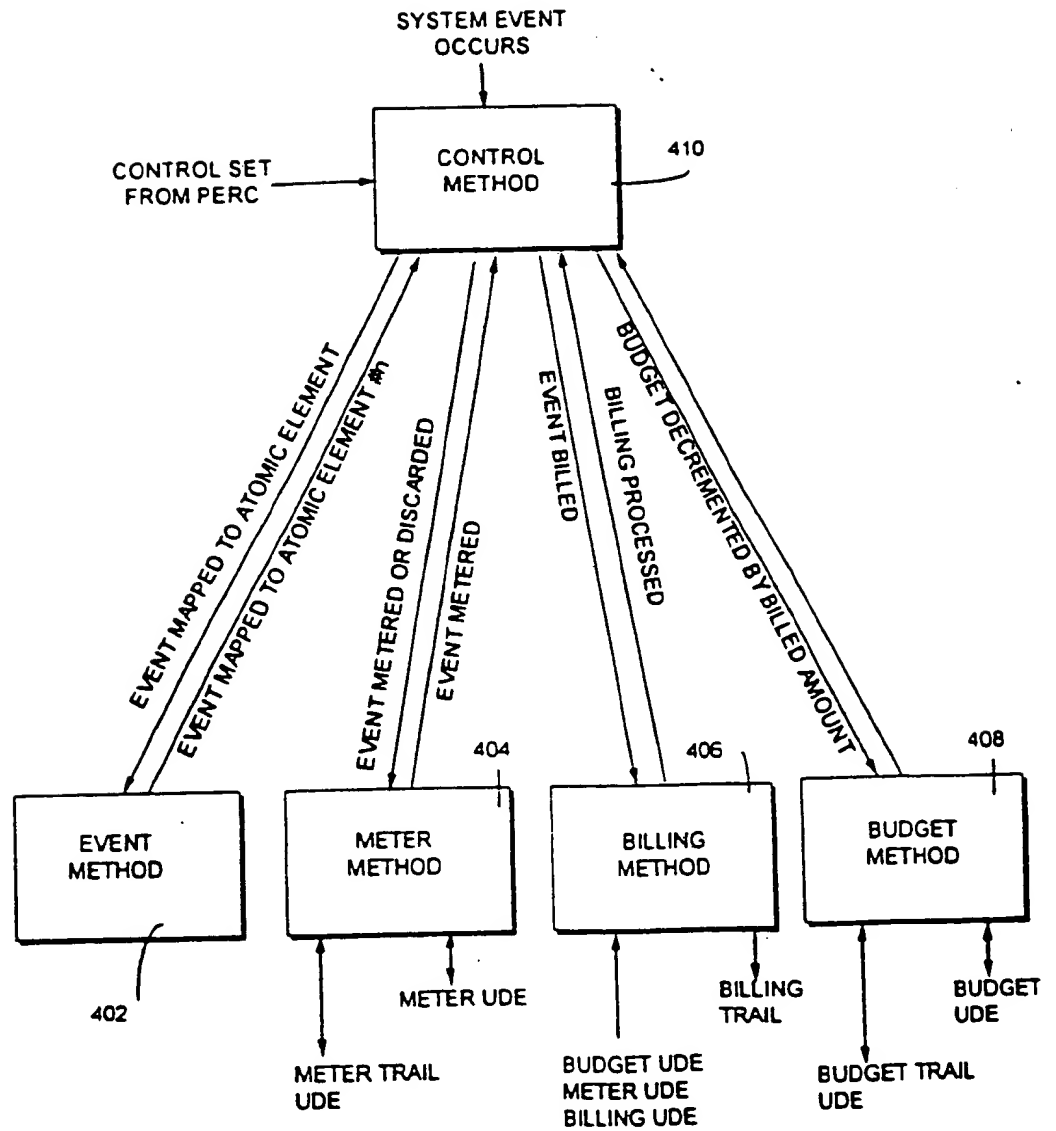 SYSTEM EVENT
OCCURS
CONTROL
METHOD
410
CONTROL SET
FROM PERC
EVENT MAPPED TO ATOMIC ELEMENT
EVENT MAPPED TO ATOMIC ELEMENT #n
EVENT METERED OR DISCARDED
EVENT METERED
EVENT BILLED
BILLING PROCESSED
BUDGET DECREMENTED BY BILLED AMOUNT
404
406
408
EVENT
METHOD
METER
METHOD
BILLING
METHOD
BUDGET
METHOD
402
METER UDE
BILLING
TRAIL
BUDGET
UDE
METER TRAIL
UDE
BUDGET UDE
METER UDE
BILLING UDE
BUDGET TRAIL
UDE